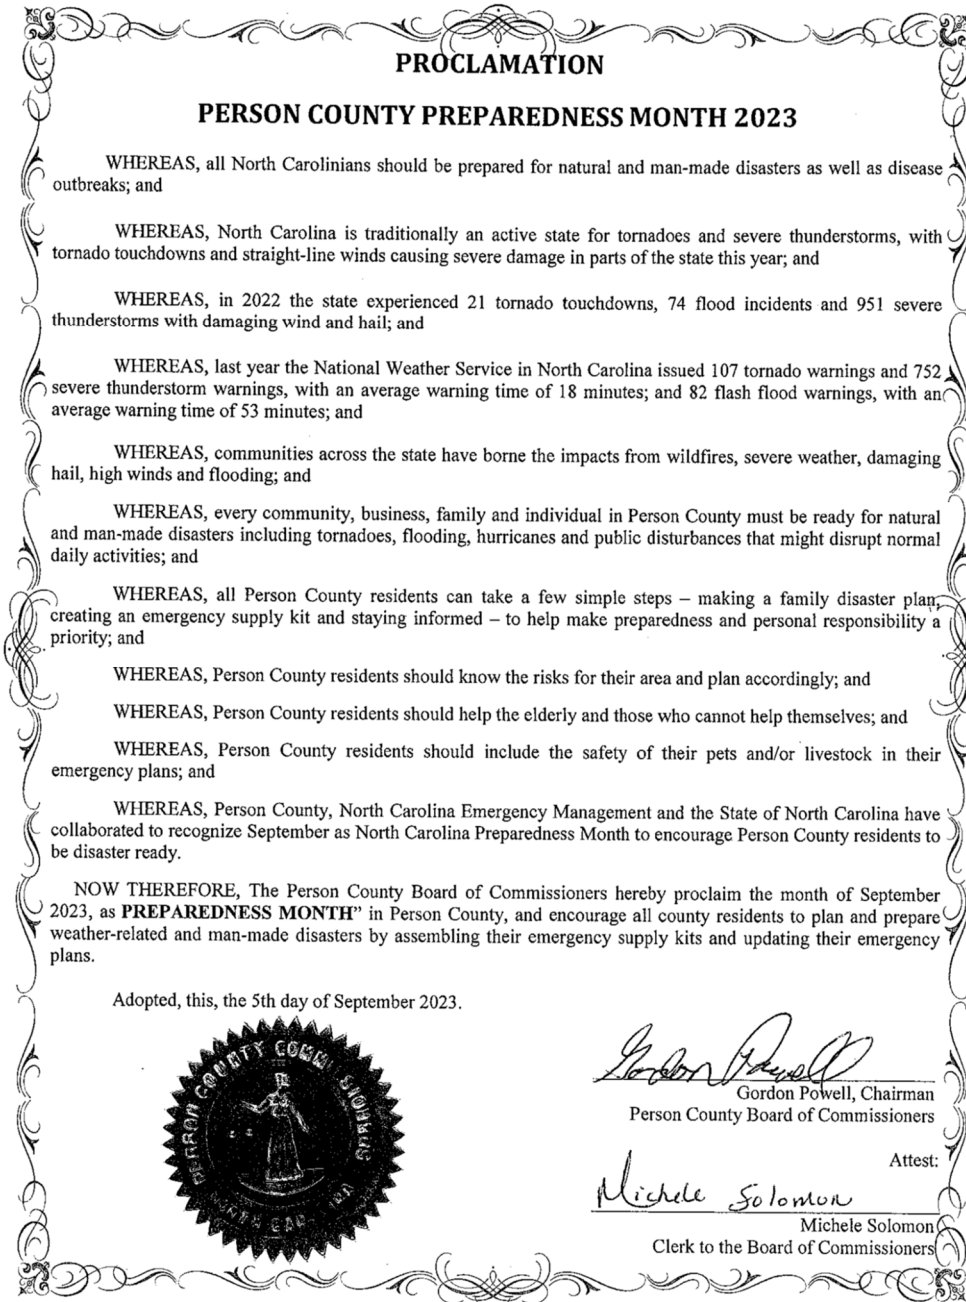 PROCLAMATION
PERSON COUNTY PREPAREDNESS MONTH 2023
WHEREAS, all North Carolinians should be prepared for natural and man-made disasters as well as disease
outbreaks; and
WHEREAS, North Carolina is traditionally an active state for tornadoes and severe thunderstorms, with
tornado touchdowns and straight-line winds causing severe damage in parts of the state this year; and
WHEREAS, in 2022 the state experienced 21 tornado touchdowns, 74 flood incidents and 951 severe
thunderstorms with damaging wind and hail; and
WHEREAS, last year the National Weather Service in North Carolina issued 107 tornado warnings and 752
severe thunderstorm warnings, with an average warning time of 18 minutes; and 82 flash flood warnings, with an
average warning time of 53 minutes; and
WHEREAS, communities across the state have borne the impacts from wildfires, severe weather, damaging
hail, high winds and flooding; and
WHEREAS, every community, business, family and individual in Person County must be ready for natural
and man-made disasters including tornadoes, flooding, hurricanes and public disturbances that might disrupt normal
daily activities; and
WHEREAS, all Person County residents can take a few simple steps – making a family disaster plan,
creating an emergency supply kit and staying informed – to help make preparedness and personal responsibility a
priority; and
WHEREAS, Person County residents should know the risks for their area and plan accordingly; and
WHEREAS, Person County residents should help the elderly and those who cannot help themselves; and
WHEREAS, Person County residents should include the safety of their pets and/or livestock in their
emergency plans; and
WHEREAS, Person County, North Carolina Emergency Management and the State of North Carolina have
collaborated to recognize September as North Carolina Preparedness Month to encourage Person County residents to
be disaster ready.
NOW THEREFORE, The Person County Board of Commissioners hereby proclaim the month of September
2023, as PREPAREDNESS MONTH” in Person County, and encourage all county residents to plan and prepare
weather-related and man-made disasters by assembling their emergency supply kits and updating their emergency
plans.
Adopted, this, the 5th day of September 2023.
PERSON COUNTY COMMISSIONERS
Gordon Powell
Gordon Powell, Chairman
Person County Board of Commissioners
Attest:
Michele Solomon
Michele Solomon
Clerk to the Board of Commissioners